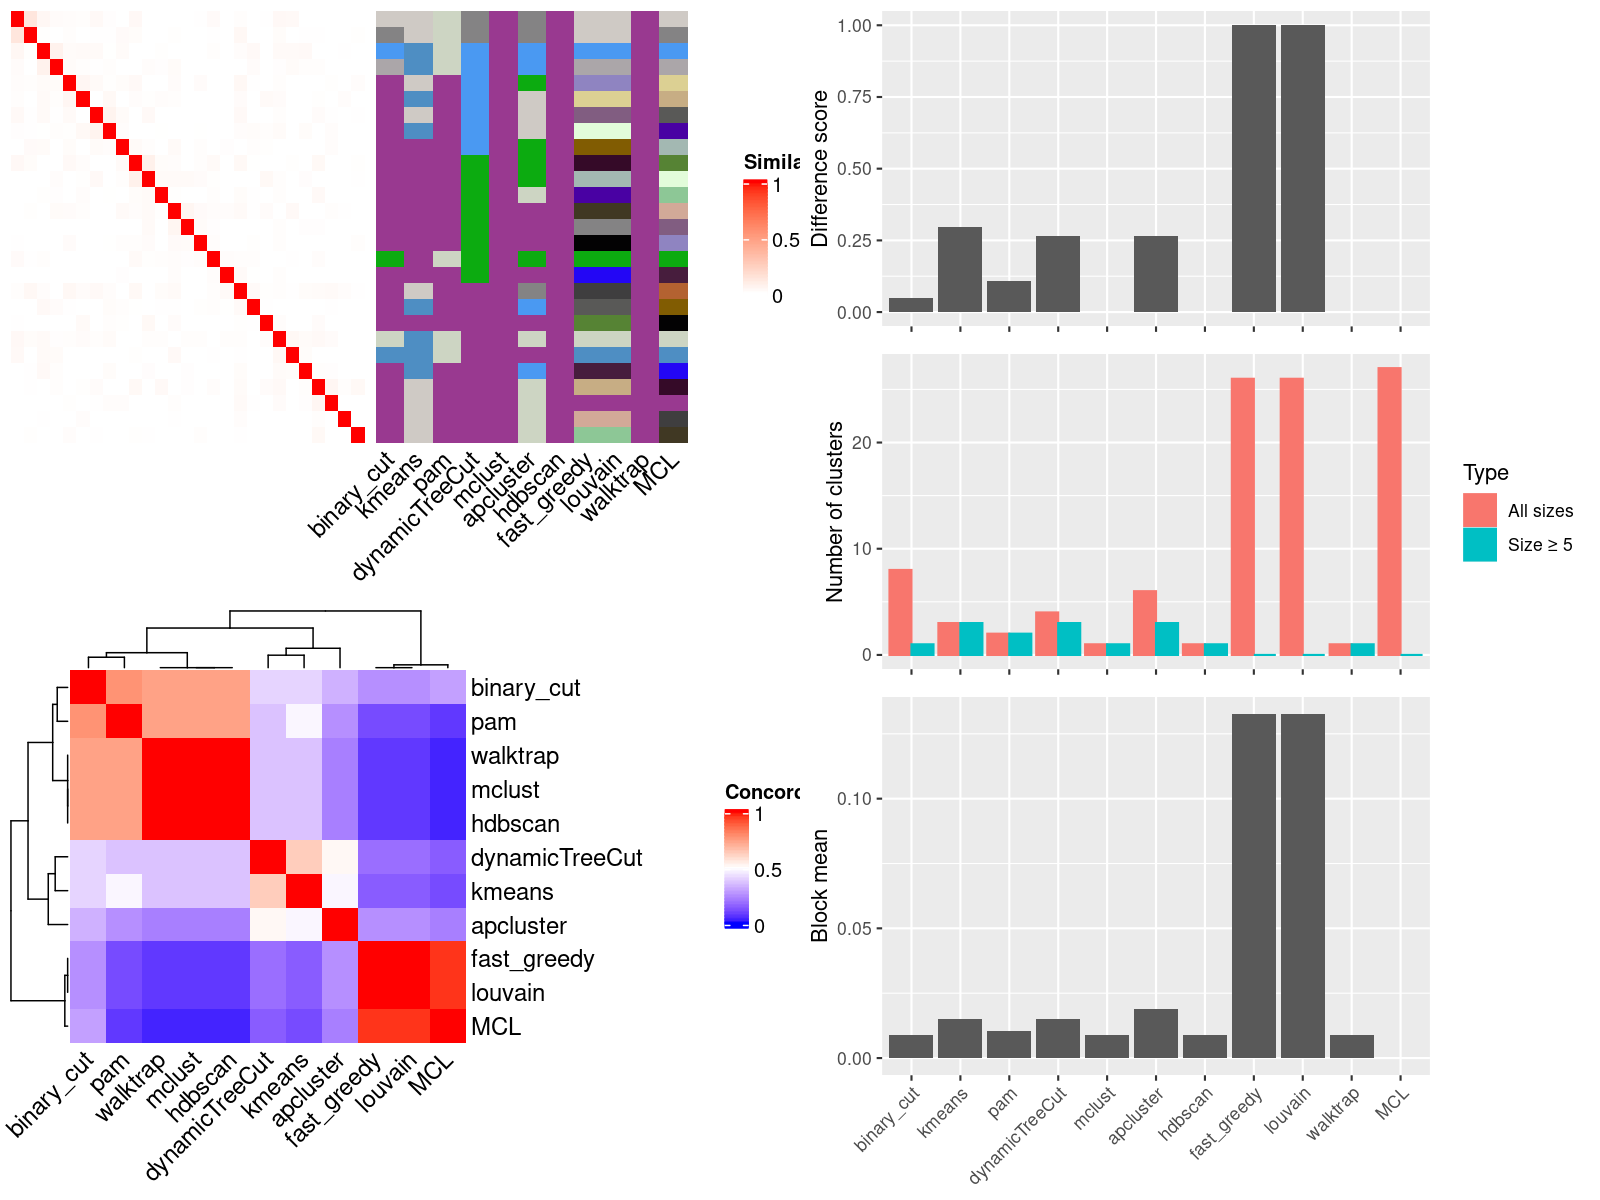 Simila
1
0.5
0
binary_cut
kmeans
pam
dynamicTreeCut
mclust
apcluster
hdbscan
fast_greedy
louvain
walktrap
MCL
binary_cut
pam
walktrap
mclust
hdbscan
dynamicTreeCut
kmeans
apcluster
fast_greedy
louvain
MCL
binary_cut
pam
walktrap
mclust
hdbscan
dynamicTreeCut
kmeans
apcluster
fast_greedy
louvain
MCL
Concord
1
0.5
0
Difference score
1.00
0.75
0.50
0.25
0.00
Number of clusters
20
10
0
Type
All sizes
Size ≥ 5
Block mean
0.10
0.05
0.00
binary_cut
kmeans
pam
dynamicTreeCut
mclust
apcluster
hdbscan
fast_greedy
louvain
walktrap
MCL